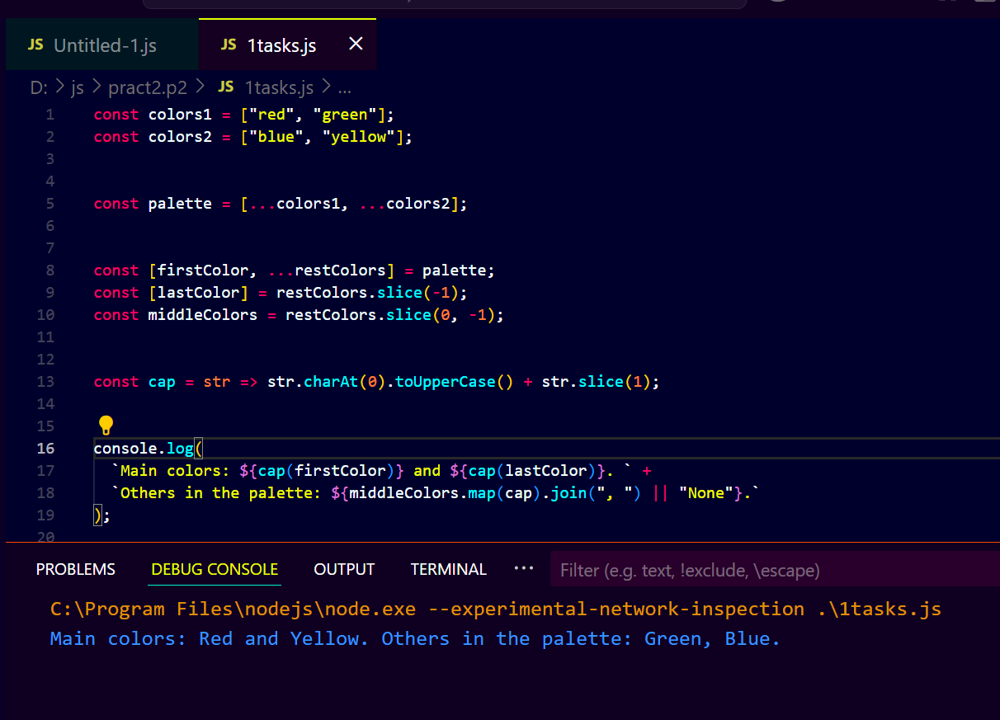 JS Untitled-1.js JS 1tasks.js ×
D: > js > pract2.p2 > JS 1tasks.js > ...
1 const colors1 = ["red", "green"];
2 const colors2 = ["blue", "yellow"];
3
4
5 const palette = [...colors1, ...colors2];
6
7
8 const [firstColor, ...restColors] = palette;
9 const [lastColor] = restColors.slice(-1);
10 const middleColors = restColors.slice(0, -1);
11
12
13 const cap = str => str.charAt(0).toUpperCase() + str.slice(1);
14
15
16 console.log(
17   `Main colors: ${cap(firstColor)} and ${cap(lastColor)}. ` +
18   `Others in the palette: ${middleColors.map(cap).join(", ") || "None"}.`
19 );
20
PROBLEMS DEBUG CONSOLE OUTPUT TERMINAL ··· Filter (e.g. text, !exclude, \escape)
C:\Program Files\nodejs\node.exe --experimental-network-inspection .\1tasks.js
Main colors: Red and Yellow. Others in the palette: Green, Blue.